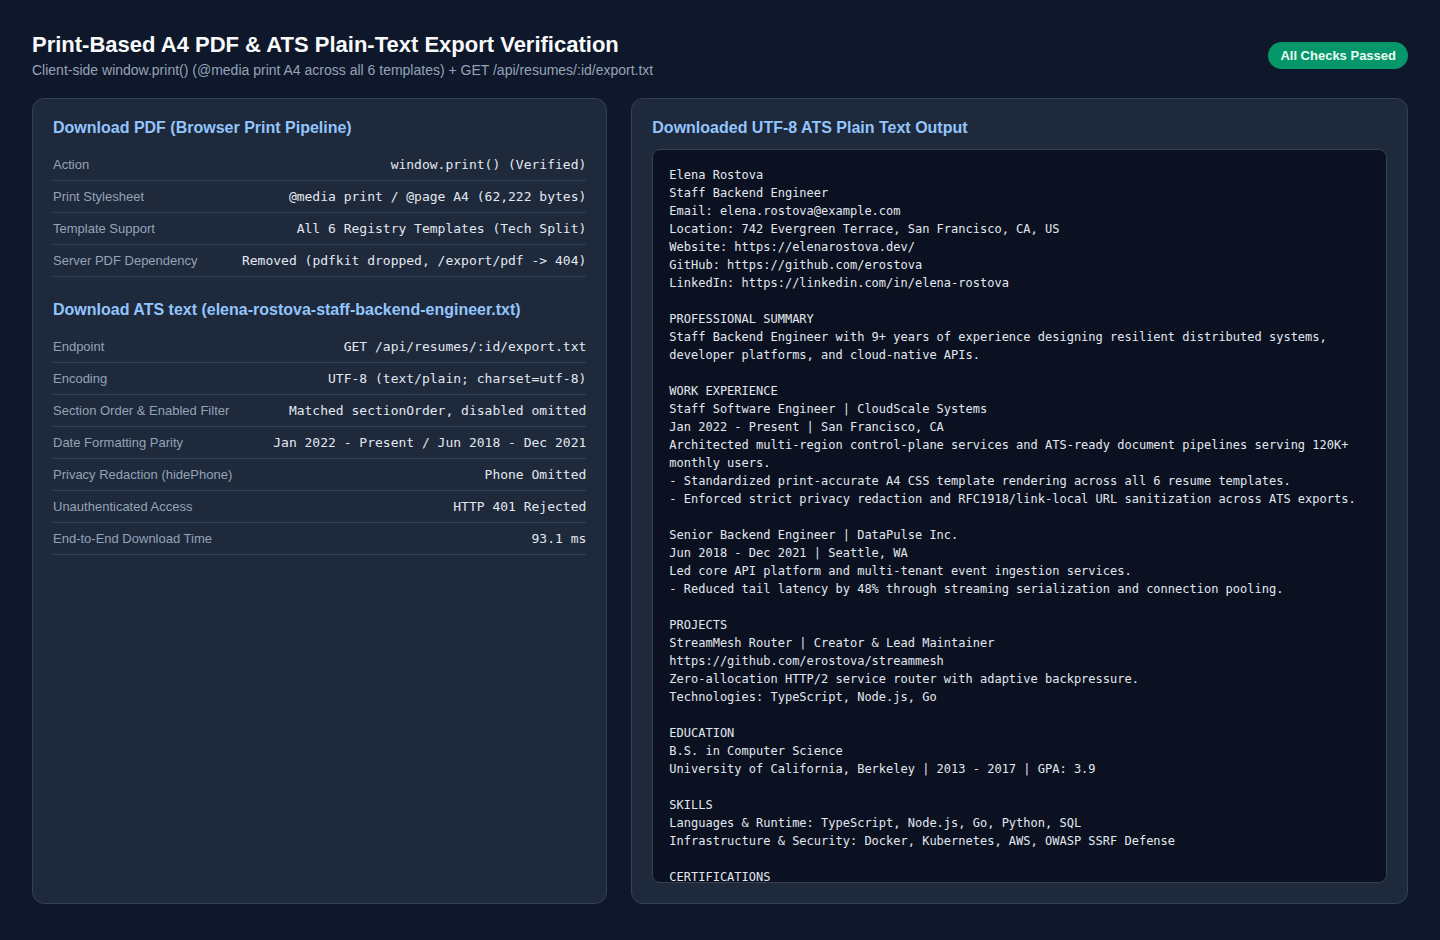 Print-Based A4 PDF & ATS Plain-Text Export Verification
Client-side window.print() (@media print A4 across all 6 templates) + GET /api/resumes/:id/export.txt
All Checks Passed
Download PDF (Browser Print Pipeline)
Action window.print() (Verified)
Print Stylesheet @media print / @page A4 (62,222 bytes)
Template Support All 6 Registry Templates (Tech Split)
Server PDF Dependency Removed (pdfkit dropped, /export/pdf -> 404)
Download ATS text (elena-rostova-staff-backend-engineer.txt)
Endpoint GET /api/resumes/:id/export.txt
Encoding UTF-8 (text/plain; charset=utf-8)
Section Order & Enabled Filter Matched sectionOrder, disabled omitted
Date Formatting Parity Jan 2022 - Present / Jun 2018 - Dec 2021
Privacy Redaction (hidePhone) Phone Omitted
Unauthenticated Access HTTP 401 Rejected
End-to-End Download Time 93.1 ms
Downloaded UTF-8 ATS Plain Text Output
Elena Rostova
Staff Backend Engineer
Email: elena.rostova@example.com
Location: 742 Evergreen Terrace, San Francisco, CA, US
Website: https://elenarostova.dev/
GitHub: https://github.com/erostova
LinkedIn: https://linkedin.com/in/elena-rostova
PROFESSIONAL SUMMARY
Staff Backend Engineer with 9+ years of experience designing resilient distributed systems,
developer platforms, and cloud-native APIs.
WORK EXPERIENCE
Staff Software Engineer | CloudScale Systems
Jan 2022 - Present | San Francisco, CA
Architected multi-region control-plane services and ATS-ready document pipelines serving 120K+
monthly users.
- Standardized print-accurate A4 CSS template rendering across all 6 resume templates.
- Enforced strict privacy redaction and RFC1918/link-local URL sanitization across ATS exports.
Senior Backend Engineer | DataPulse Inc.
Jun 2018 - Dec 2021 | Seattle, WA
Led core API platform and multi-tenant event ingestion services.
- Reduced tail latency by 48% through streaming serialization and connection pooling.
PROJECTS
StreamMesh Router | Creator & Lead Maintainer
https://github.com/erostova/streammesh
Zero-allocation HTTP/2 service router with adaptive backpressure.
Technologies: TypeScript, Node.js, Go
EDUCATION
B.S. in Computer Science
University of California, Berkeley | 2013 - 2017 | GPA: 3.9
SKILLS
Languages & Runtime: TypeScript, Node.js, Go, Python, SQL
Infrastructure & Security: Docker, Kubernetes, AWS, OWASP SSRF Defense
CERTIFICATIONS